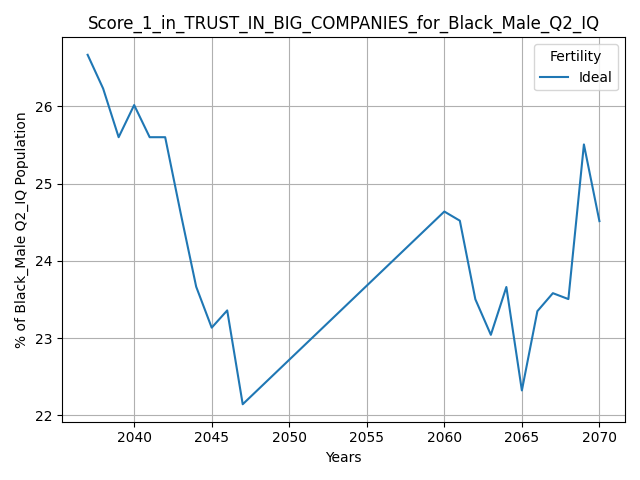 Score_1_in_TRUST_IN_BIG_COMPANIES_for_Black_Male_Q2_IQ
Fertility
Ideal
% of Black_Male Q2_IQ Population
26
25
24
23
22
2040
2045
2050
2055
2060
2065
2070
Years